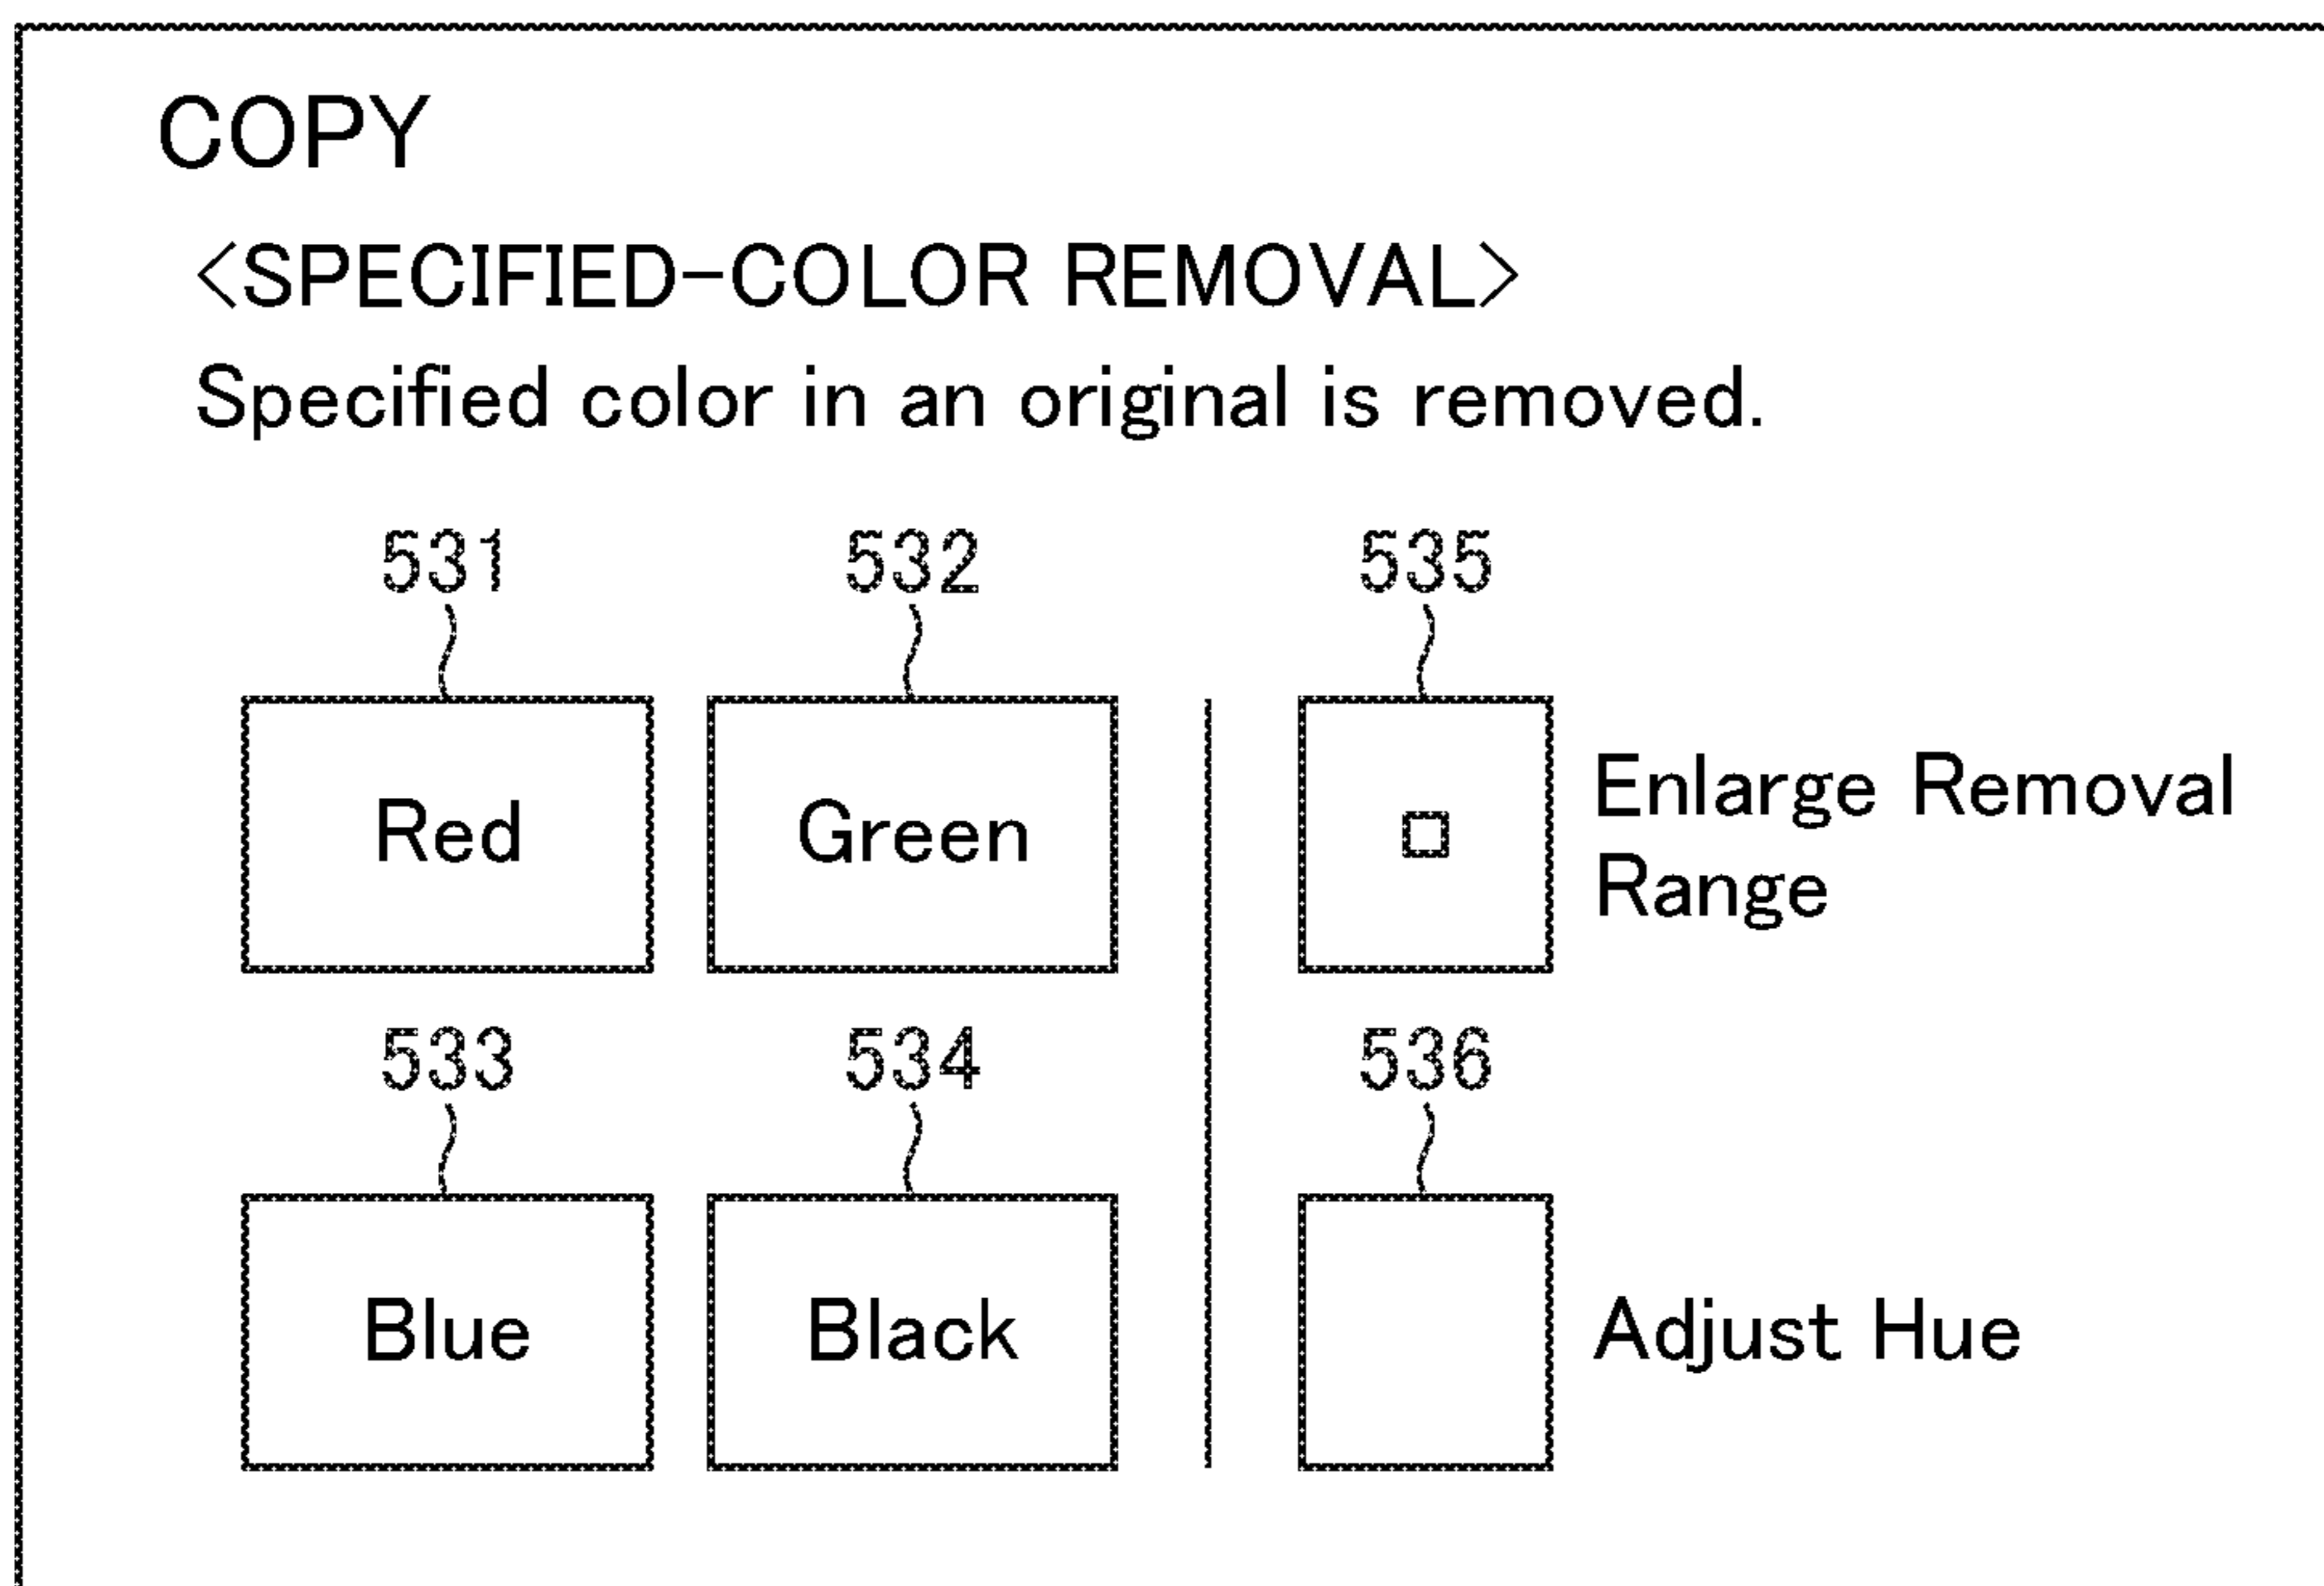 COPY
<SPECIFIED-COLOR REMOVAL>
Specified color in an original is removed.
531 532 535
Red Green Enlarge Removal
Range
533 534 536
Blue Black Adjust Hue